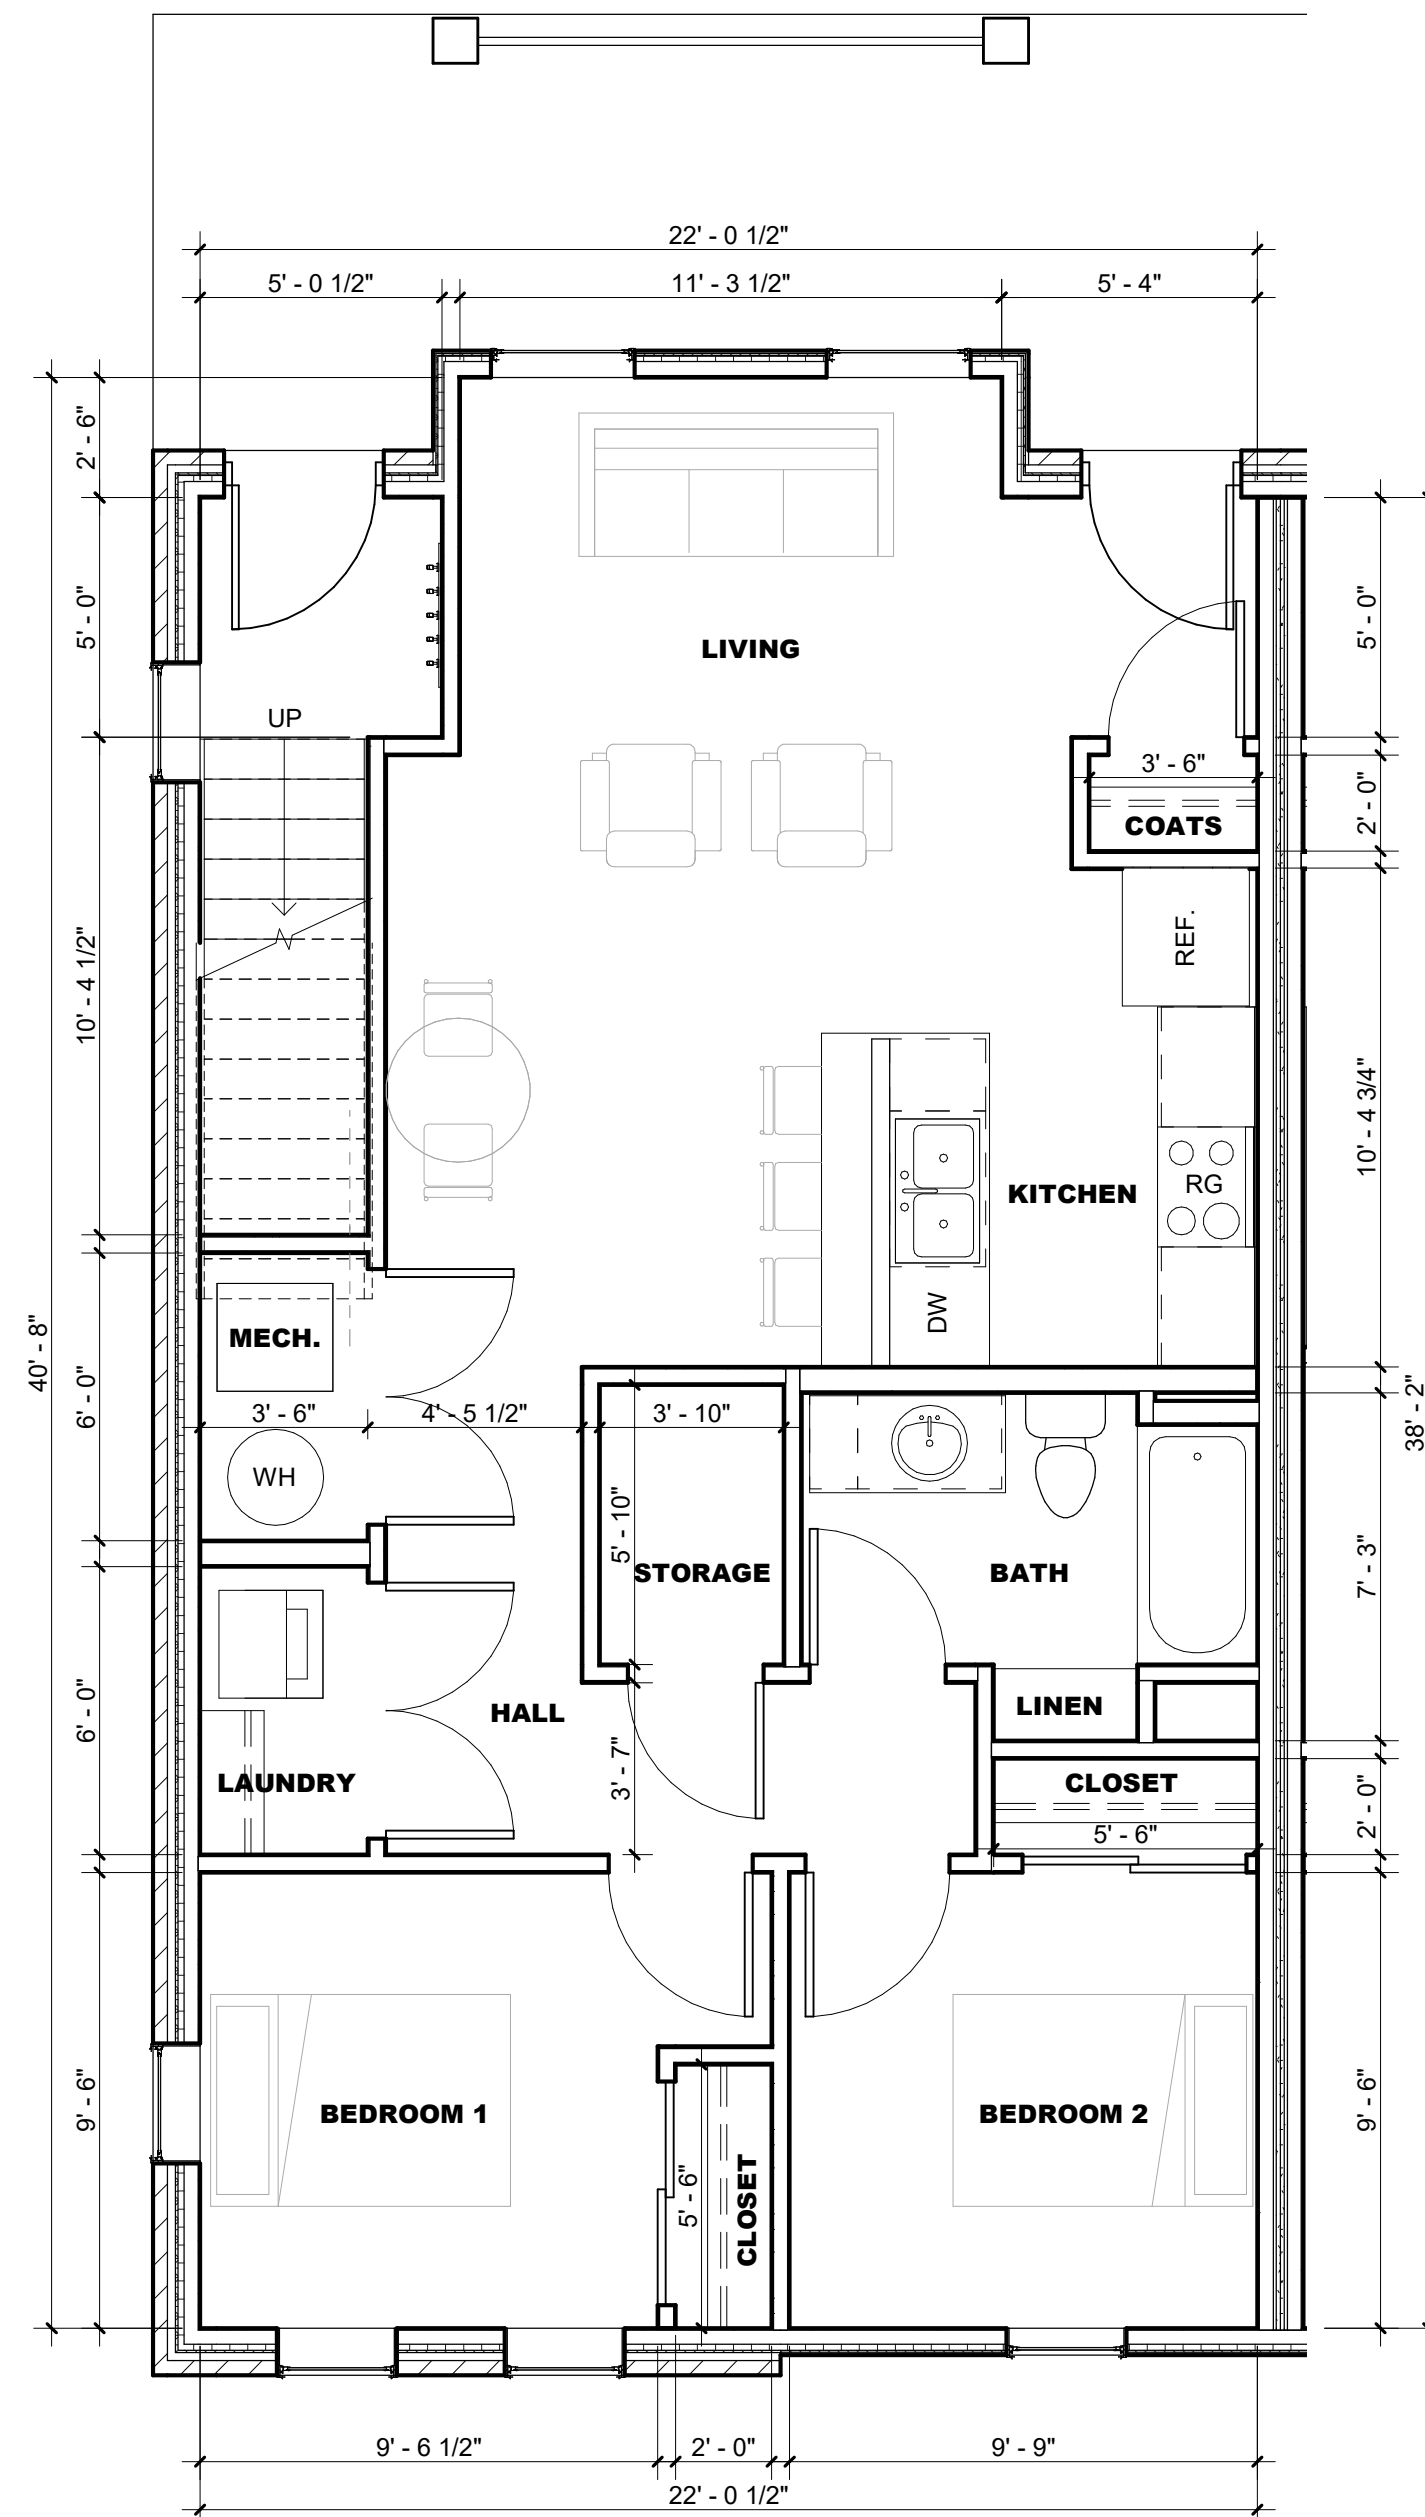 22' - 0 1/2"
5' - 0 1/2"
11' - 3 1/2"
5' - 4"
2' - 6"
5' - 0"
5' - 0"
LIVING
UP
3' - 6"
2' - 0"
COATS
REF.
10' - 4 1/2"
10' - 4 3/4"
KITCHEN
RG
DW
MECH.
40' - 8"
6' - 0"
3' - 6"
4' - 5 1/2"
3' - 10"
38' - 2"
WH
5' - 10"
STORAGE
BATH
7' - 3"
6' - 0"
HALL
LINEN
3' - 7"
LAUNDRY
CLOSET
5' - 6"
2' - 0"
9' - 6"
BEDROOM 1
5' - 6"
CLOSET
BEDROOM 2
9' - 6"
9' - 6 1/2"
2' - 0"
9' - 9"
22' - 0 1/2"